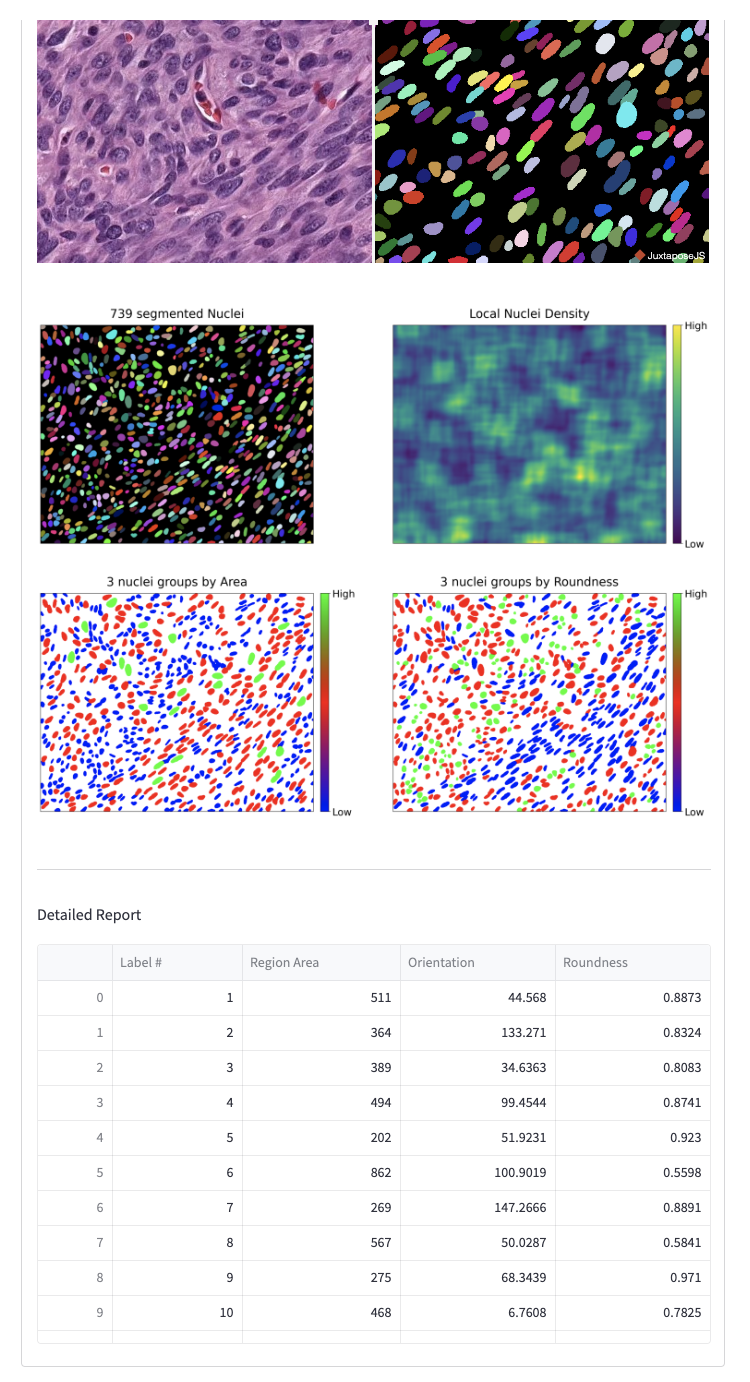 JuxtaposeJS
739 segmented Nuclei
Local Nuclei Density
High
Low
3 nuclei groups by Area
High
Low
3 nuclei groups by Roundness
High
Low
Detailed Report
Label # Region Area Orientation Roundness
0 1 511 44.568 0.8873
1 2 364 133.271 0.8324
2 3 389 34.6363 0.8083
3 4 494 99.4544 0.8741
4 5 202 51.9231 0.923
5 6 862 100.9019 0.5598
6 7 269 147.2666 0.8891
7 8 567 50.0287 0.5841
8 9 275 68.3439 0.971
9 10 468 6.7608 0.7825